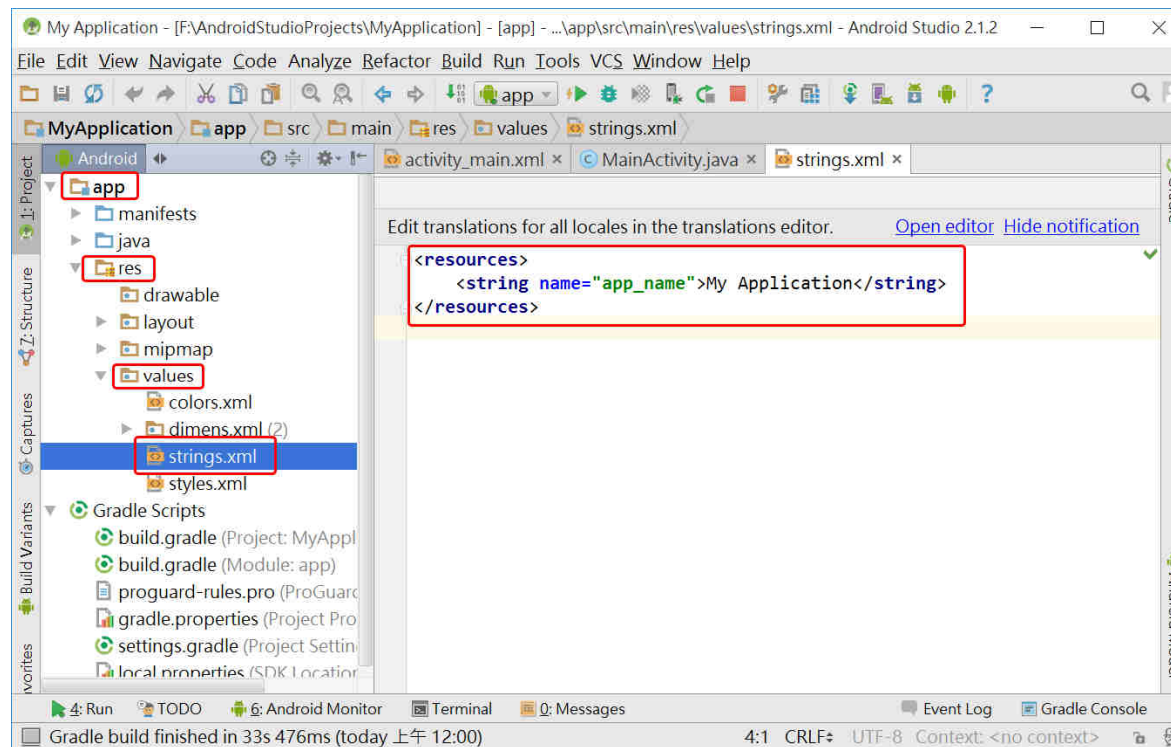 My Application - [F:\AndroidStudioProjects\MyApplication] - [app] - ...\app\src\main\res\values\strings.xml - Android Studio 2.1.2
File Edit View Navigate Code Analyze Refactor Build Run Tools VCS Window Help
app
MyApplication app src main res values strings.xml
Android activity_main.xml MainActivity.java strings.xml
1: Project
Z: Structure
Captures
Build Variants
app
manifests
java
res
drawable
layout
mipmap
values
colors.xml
dimens.xml (2)
strings.xml
styles.xml
Gradle Scripts
build.gradle (Project: MyAppl
build.gradle (Module: app)
proguard-rules.pro (ProGuard
gradle.properties (Project Pro
settings.gradle (Project Settin
local.properties (SDK Location
Edit translations for all locales in the translations editor. Open editor Hide notification
<resources>
<string name="app_name">My Application</string>
</resources>
4: Run TODO 6: Android Monitor Terminal 0: Messages Event Log Gradle Console
Gradle build finished in 33s 476ms (today 上午 12:00) 4:1 CRLF UTF-8 Context: <no context>